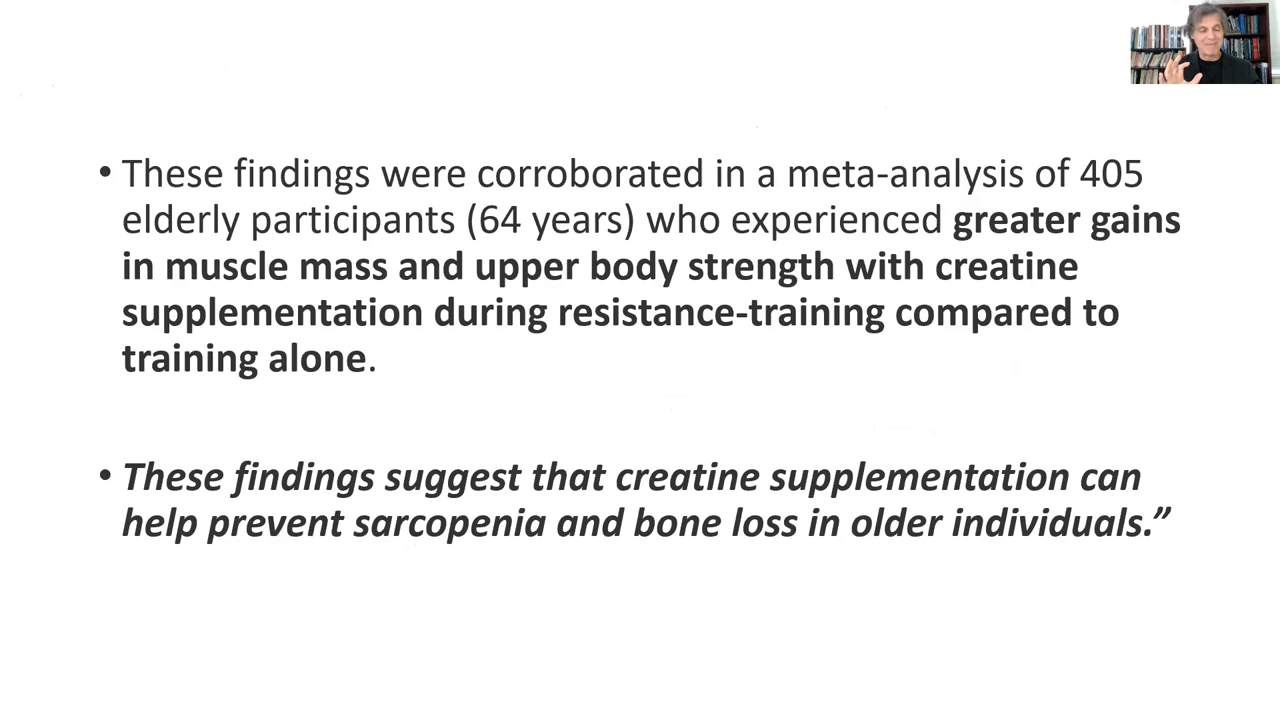 • These findings were corroborated in a meta-analysis of 405
elderly participants (64 years) who experienced greater gains
in muscle mass and upper body strength with creatine
supplementation during resistance-training compared to
training alone.
• These findings suggest that creatine supplementation can
help prevent sarcopenia and bone loss in older individuals.”